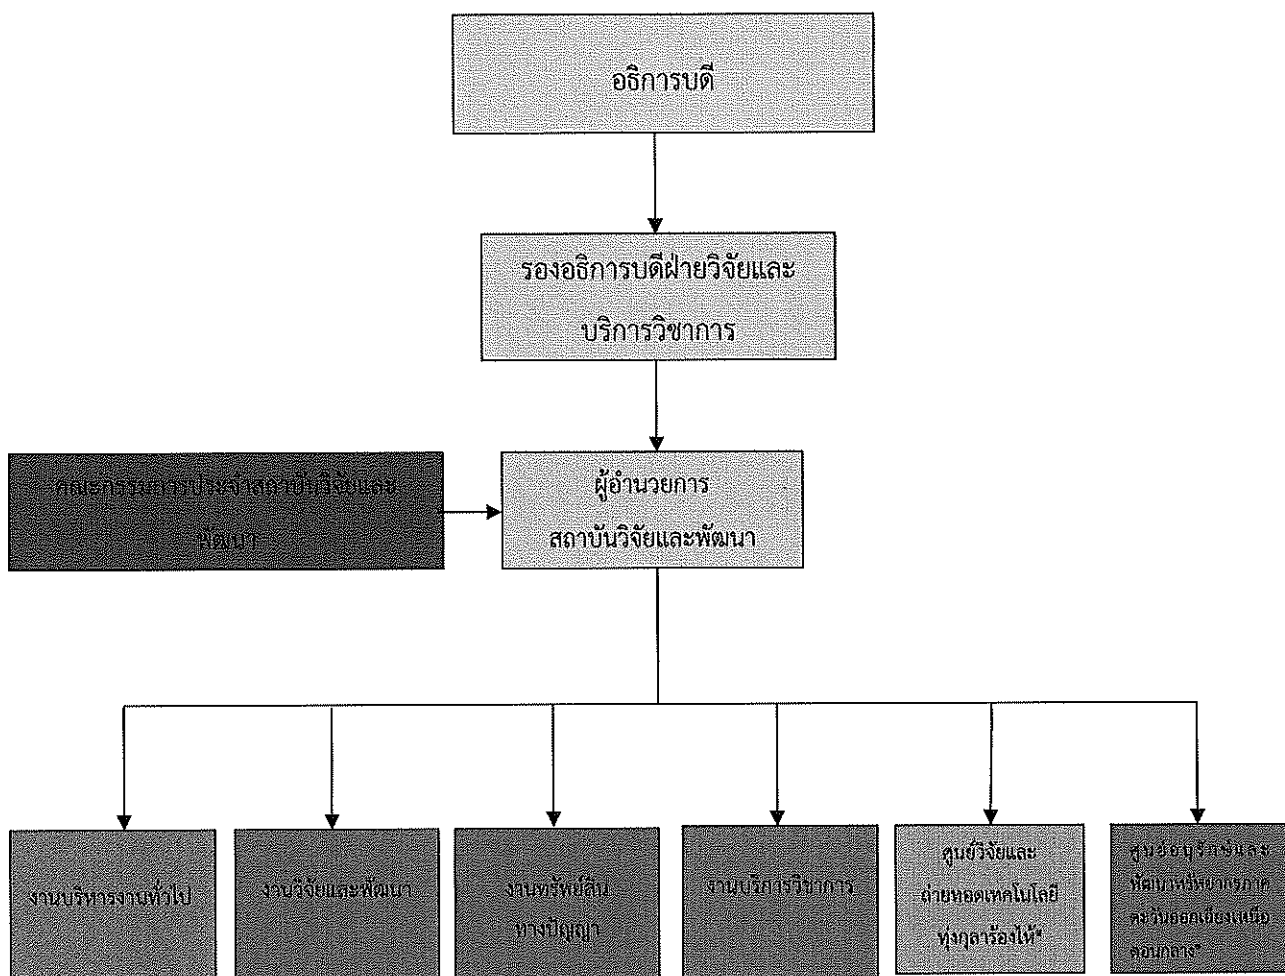 อธิการบดี
รองอธิการบดีฝ่ายวิจัยและ
บริการวิชาการ
คณะกรรมการประจำสถาบันวิจัยและ
พัฒนา
ผู้อำนวยการ
สถาบันวิจัยและพัฒนา
งานบริหารงานทั่วไป
งานวิจัยและพัฒนา
งานทรัพย์สิน
ทางปัญญา
งานบริการวิชาการ
ศูนย์วิจัยและ
ถ่ายทอดเทคโนโลยี
ทุ่งกุลาร้องไห้*
ศูนย์อนุรักษ์และ
พัฒนาทรัพยากรภาค
ตะวันออกเฉียงเหนือ
ตอนกลาง*